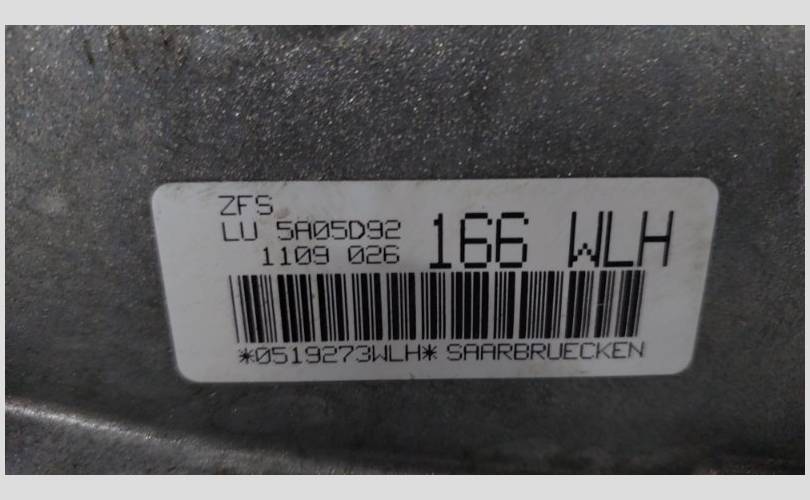 ZFS
LU 5A05D92
1109 026
166 WLH
*0519273WLH* SAARBRUECKEN